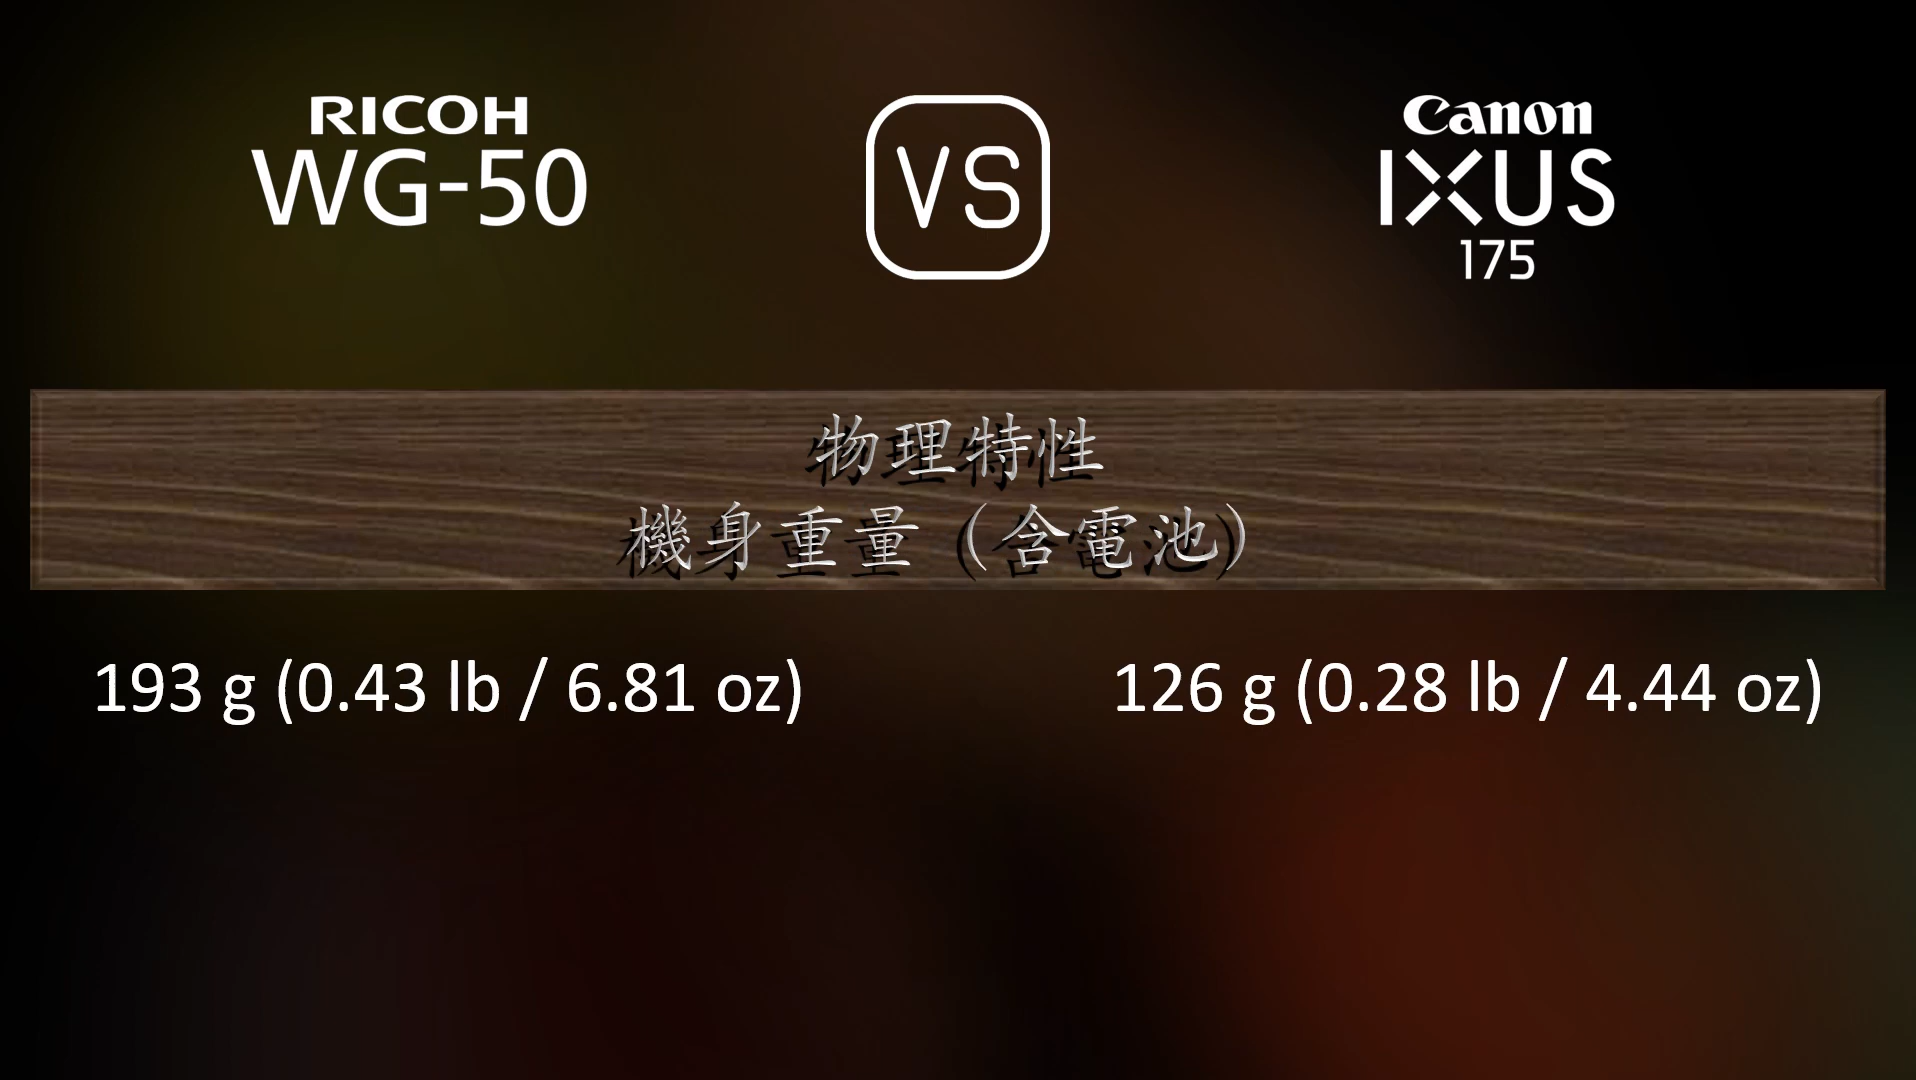 RICOH
WG-50
VS
Canon
IXUS
175
物理特性
機身重量（含電池）
193 g (0.43 lb / 6.81 oz)
126 g (0.28 lb / 4.44 oz)